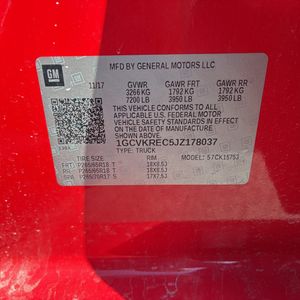 GM
MFD BY GENERAL MOTORS LLC
11/17 GVWR GAWR FRT GAWR RR
3266 KG 1792 KG 1792 KG
7200 LB 3950 LB 3950 LB
THIS VEHICLE CONFORMS TO ALL APPLICABLE
U.S. FEDERAL MOTOR VEHICLE SAFETY
STANDARDS IN EFFECT ON THE DATE OF
MANUFACTURE SHOWN ABOVE.
1GCVKREC5JZ178037
TYPE: TRUCK
TIRE SIZE RIM
FRT P265/65R18 T 18X8.5J
RR P265/65R18 T 18X8.5J
SPA P265/70R17 S 17X7.5J